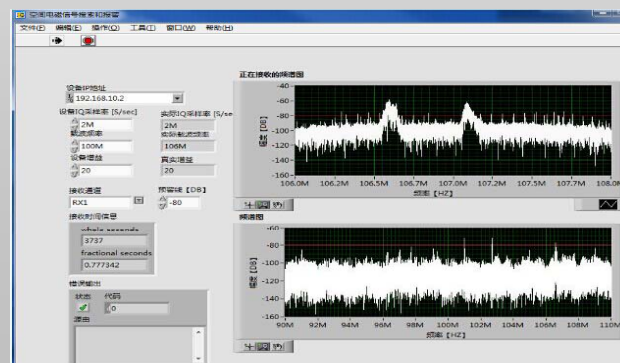 空间电磁信号搜索和报警
文件(F) 编辑(E) 操作(O) 工具(T) 窗口(W) 帮助(H)
设备IP地址
192.168.10.2
设备IQ采样率 [S/sec] 实际IQ采样率 [S/se
2M 2M
载波频率 实际载波频率
100M 106M
设备增益 真实增益
20 20
接收通道 预警线 [DB]
RX1 -80
接收时间信息
whole seconds
3737
fractional seconds
0.777342
错误输出
状态 代码
0
源由
正在接收的频谱图
-40
-60
-80
-100
-120
-140
-160
幅度 [DB]
106.0M 106.2M 106.5M 106.7M 107.0M 107.2M 107.5M 107.7M 108.0
频率 [HZ]
频谱图
-60
-80
-100
-120
-140
-160
幅度 [DB]
90M 92M 94M 96M 98M 100M 102M 104M 106M 108M 110M
频率 [HZ]